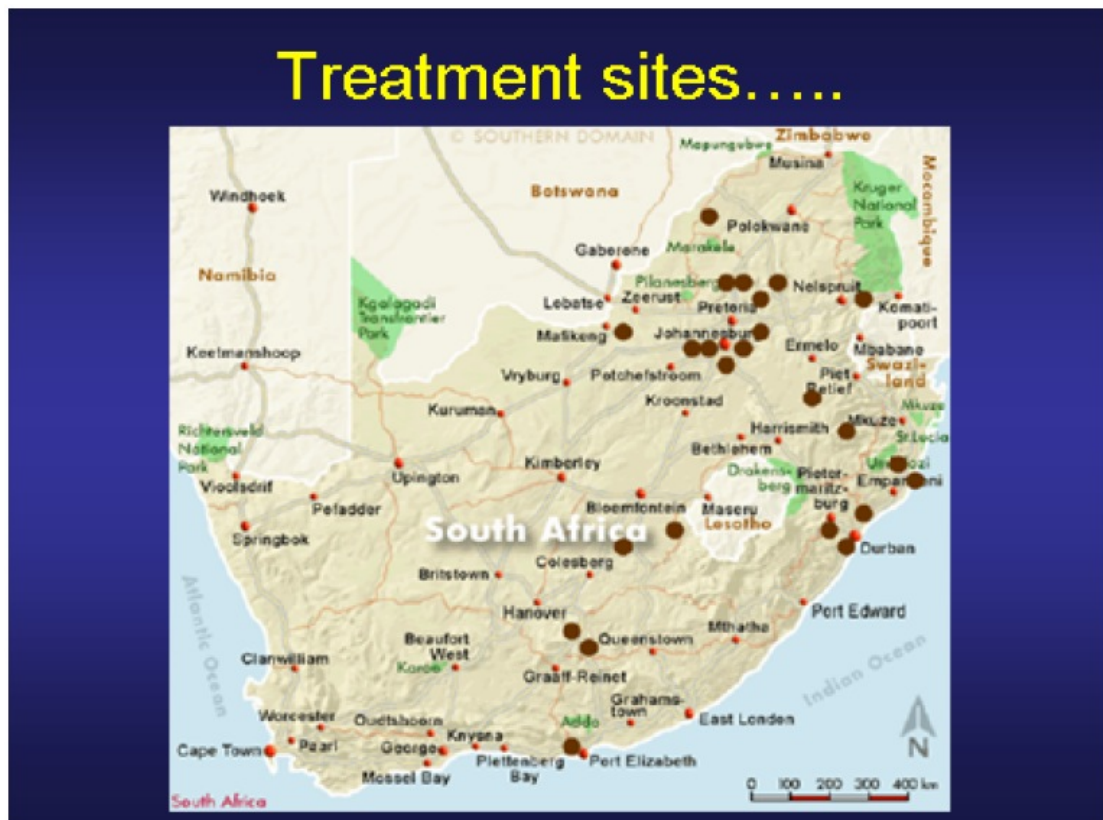 Treatment sites.....
© SOUTHERN DOMAIN
Zimbabwe
Mapungubwe
Musina
Windhoek
Botswana
Kruger
National
Park
Mocambique
Polokwane
Marakele
Gaberene
Namibia
Pilanesberg
Nelspruit
Lobatse
Zeerust
Komati-
poort
Kgalagadi
Transfrontier
Park
Pretoria
Mafikeng
Johannesbur
Ermelo
Mbabane
Keetmanshoop
Swazi-
land
Potchefstroom
Piet
Retief
Vryburg
Kuruman
Kroonstad
Mkuze
Mkuze
Harrismith
St.Lucia
Richtersveld
National
Park
Bethlehem
Kimberley
Drakens-
berg
Pieter-
maritz-
burg
Upington
Vioolsdrif
Pofadder
Bloemfontein
Maseru
Lesotho
South Africa
Springbok
Durban
Colesberg
Britstown
Atlantic Ocean
Hanover
Port Edward
Beaufort
West
Queenstown
Mthatha
Clanwilliam
Karoo
Graaff-Reinet
Indian Ocean
Grahams-
town
Worcester
Oudtshoorn
Addo
East London
Knysna
Cape Town
Paarl
George
Plettenberg
Bay
Port Elizabeth
Mossel Bay
N
0 100 200 300 400 km
South Africa